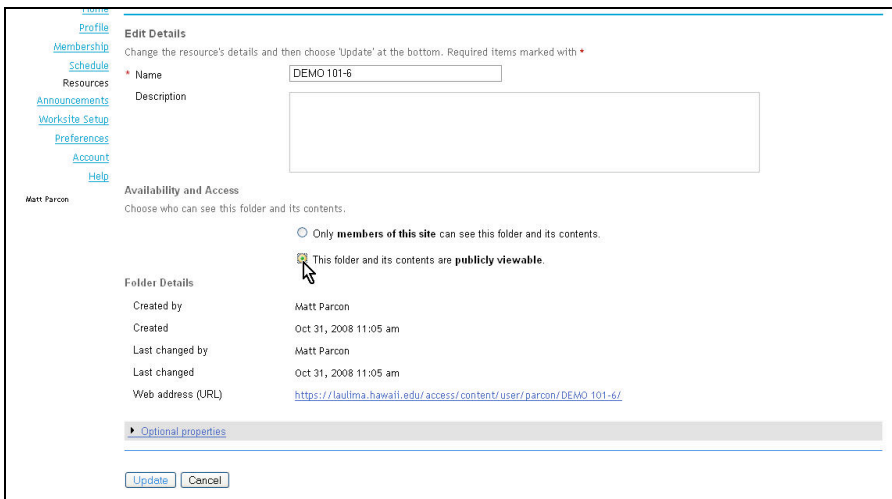 Home
Profile
Membership
Schedule
Resources
Announcements
Worksite Setup
Preferences
Account
Help
Matt Parcon
Edit Details
Change the resource's details and then choose 'Update' at the bottom. Required items marked with *
* Name DEMO 101-6
Description
Availability and Access
Choose who can see this folder and its contents.
Only members of this site can see this folder and its contents.
This folder and its contents are publicly viewable.
Folder Details
Created by Matt Parcon
Created Oct 31, 2008 11:05 am
Last changed by Matt Parcon
Last changed Oct 31, 2008 11:05 am
Web address (URL) https://laulima.hawaii.edu/access/content/user/parcon/DEMO 101-6/
Optional properties
Update Cancel